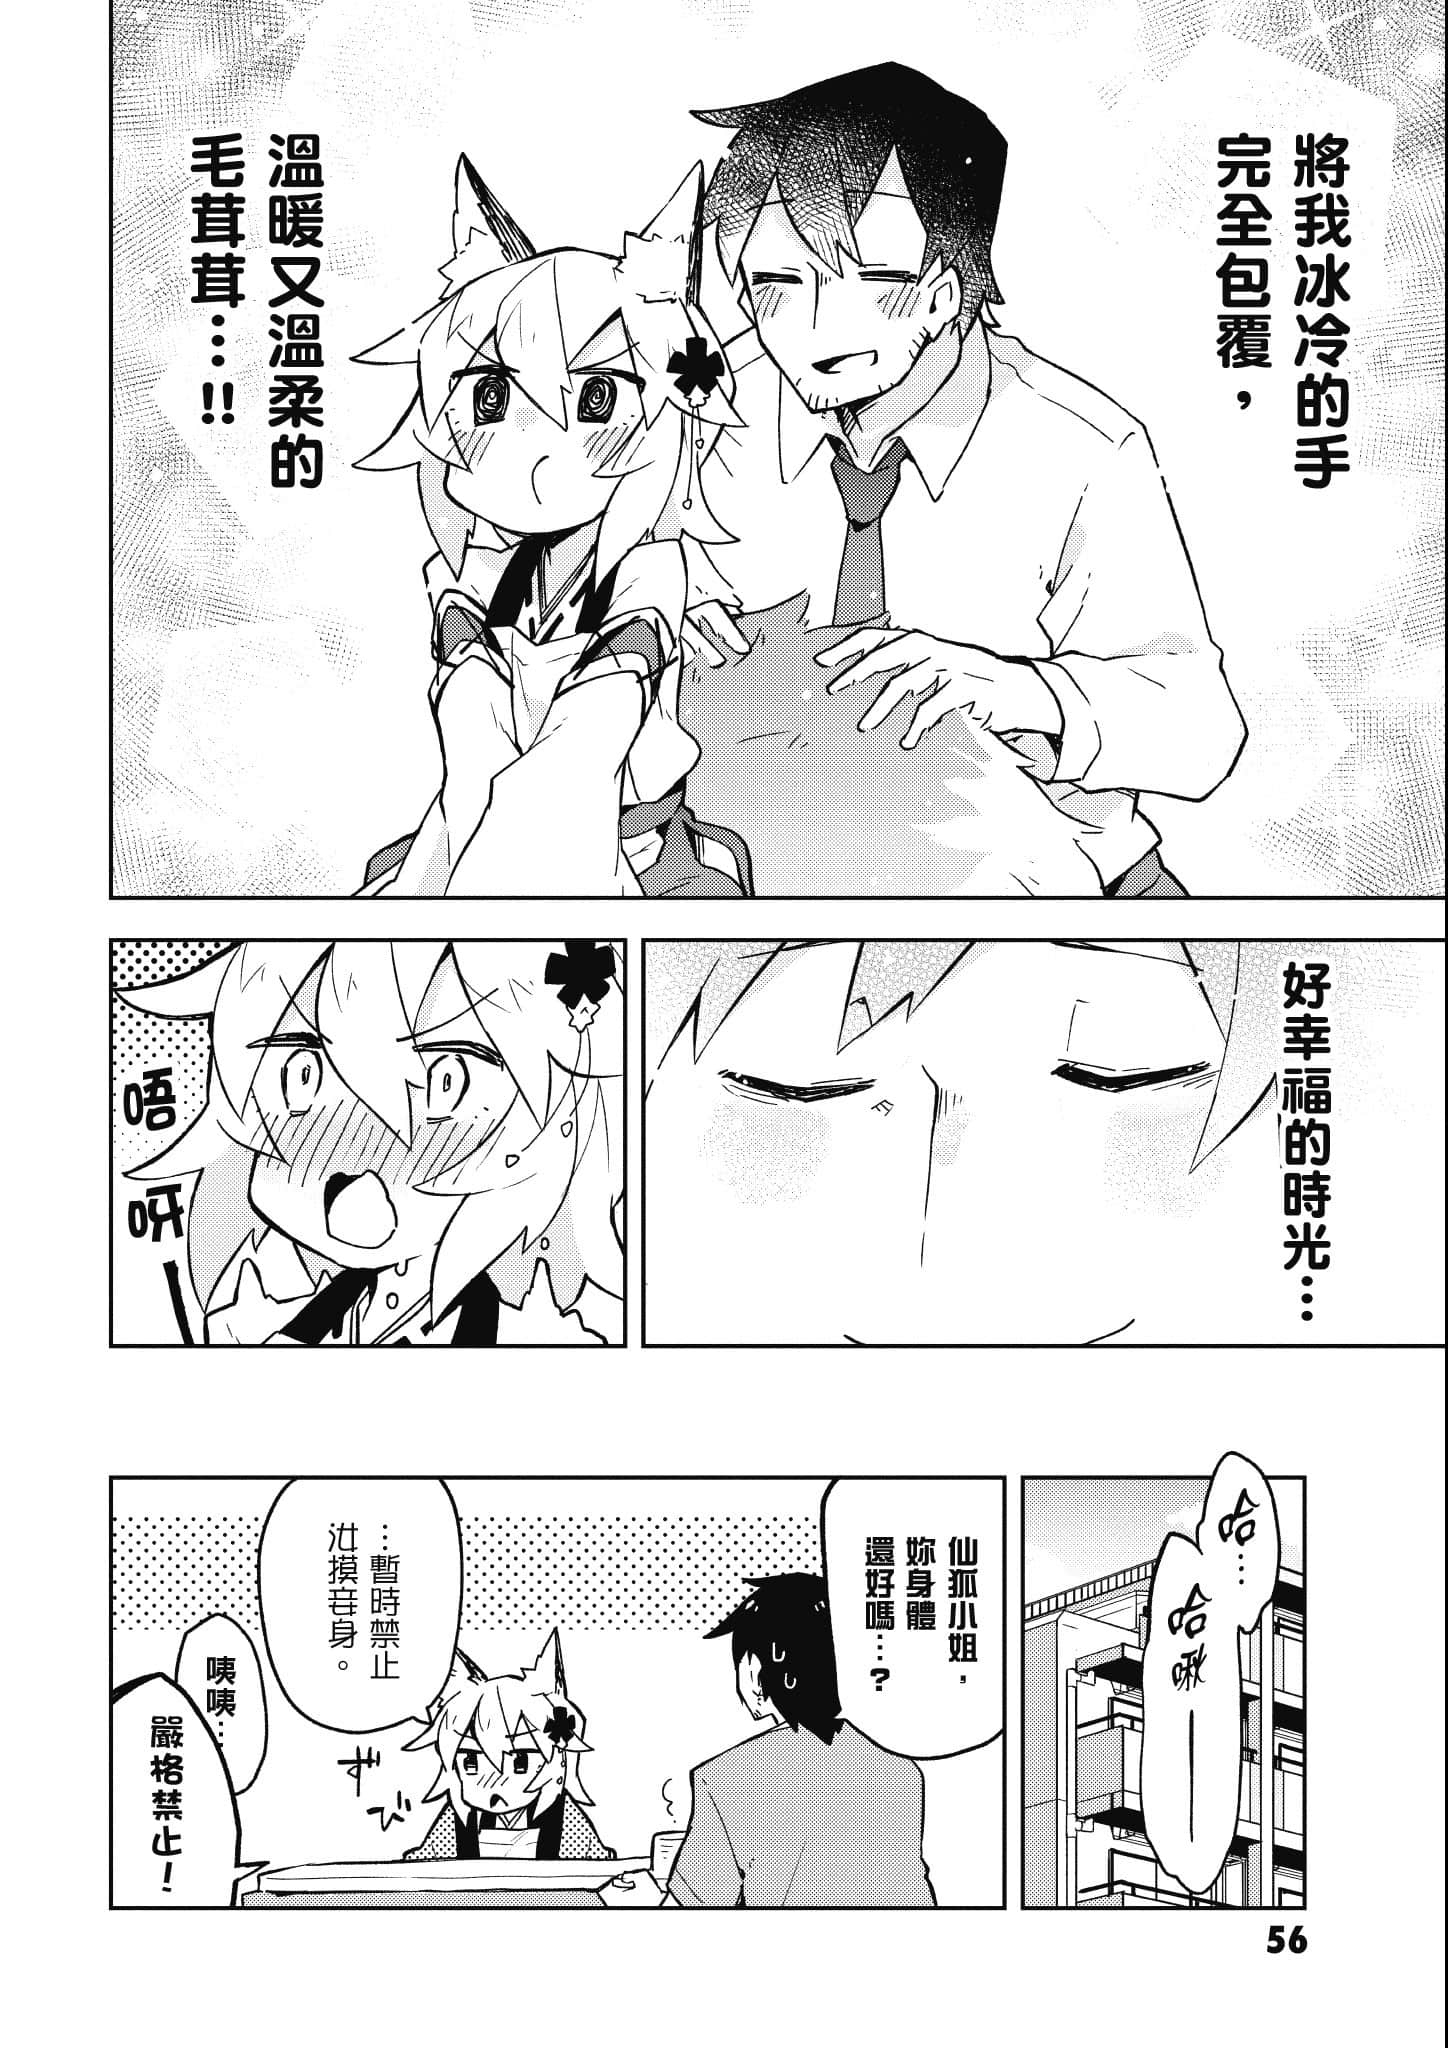 將我冰冷的手
完全包覆，
溫暖又溫柔的
毛茸茸…!!
好幸福的時光…
唔
呀
哈…
哈啾──
仙狐小姐，
妳身體
還好嗎…?
…暫時禁止
汝摸妾身。
ずび
咦咦…
嚴格禁止！
56